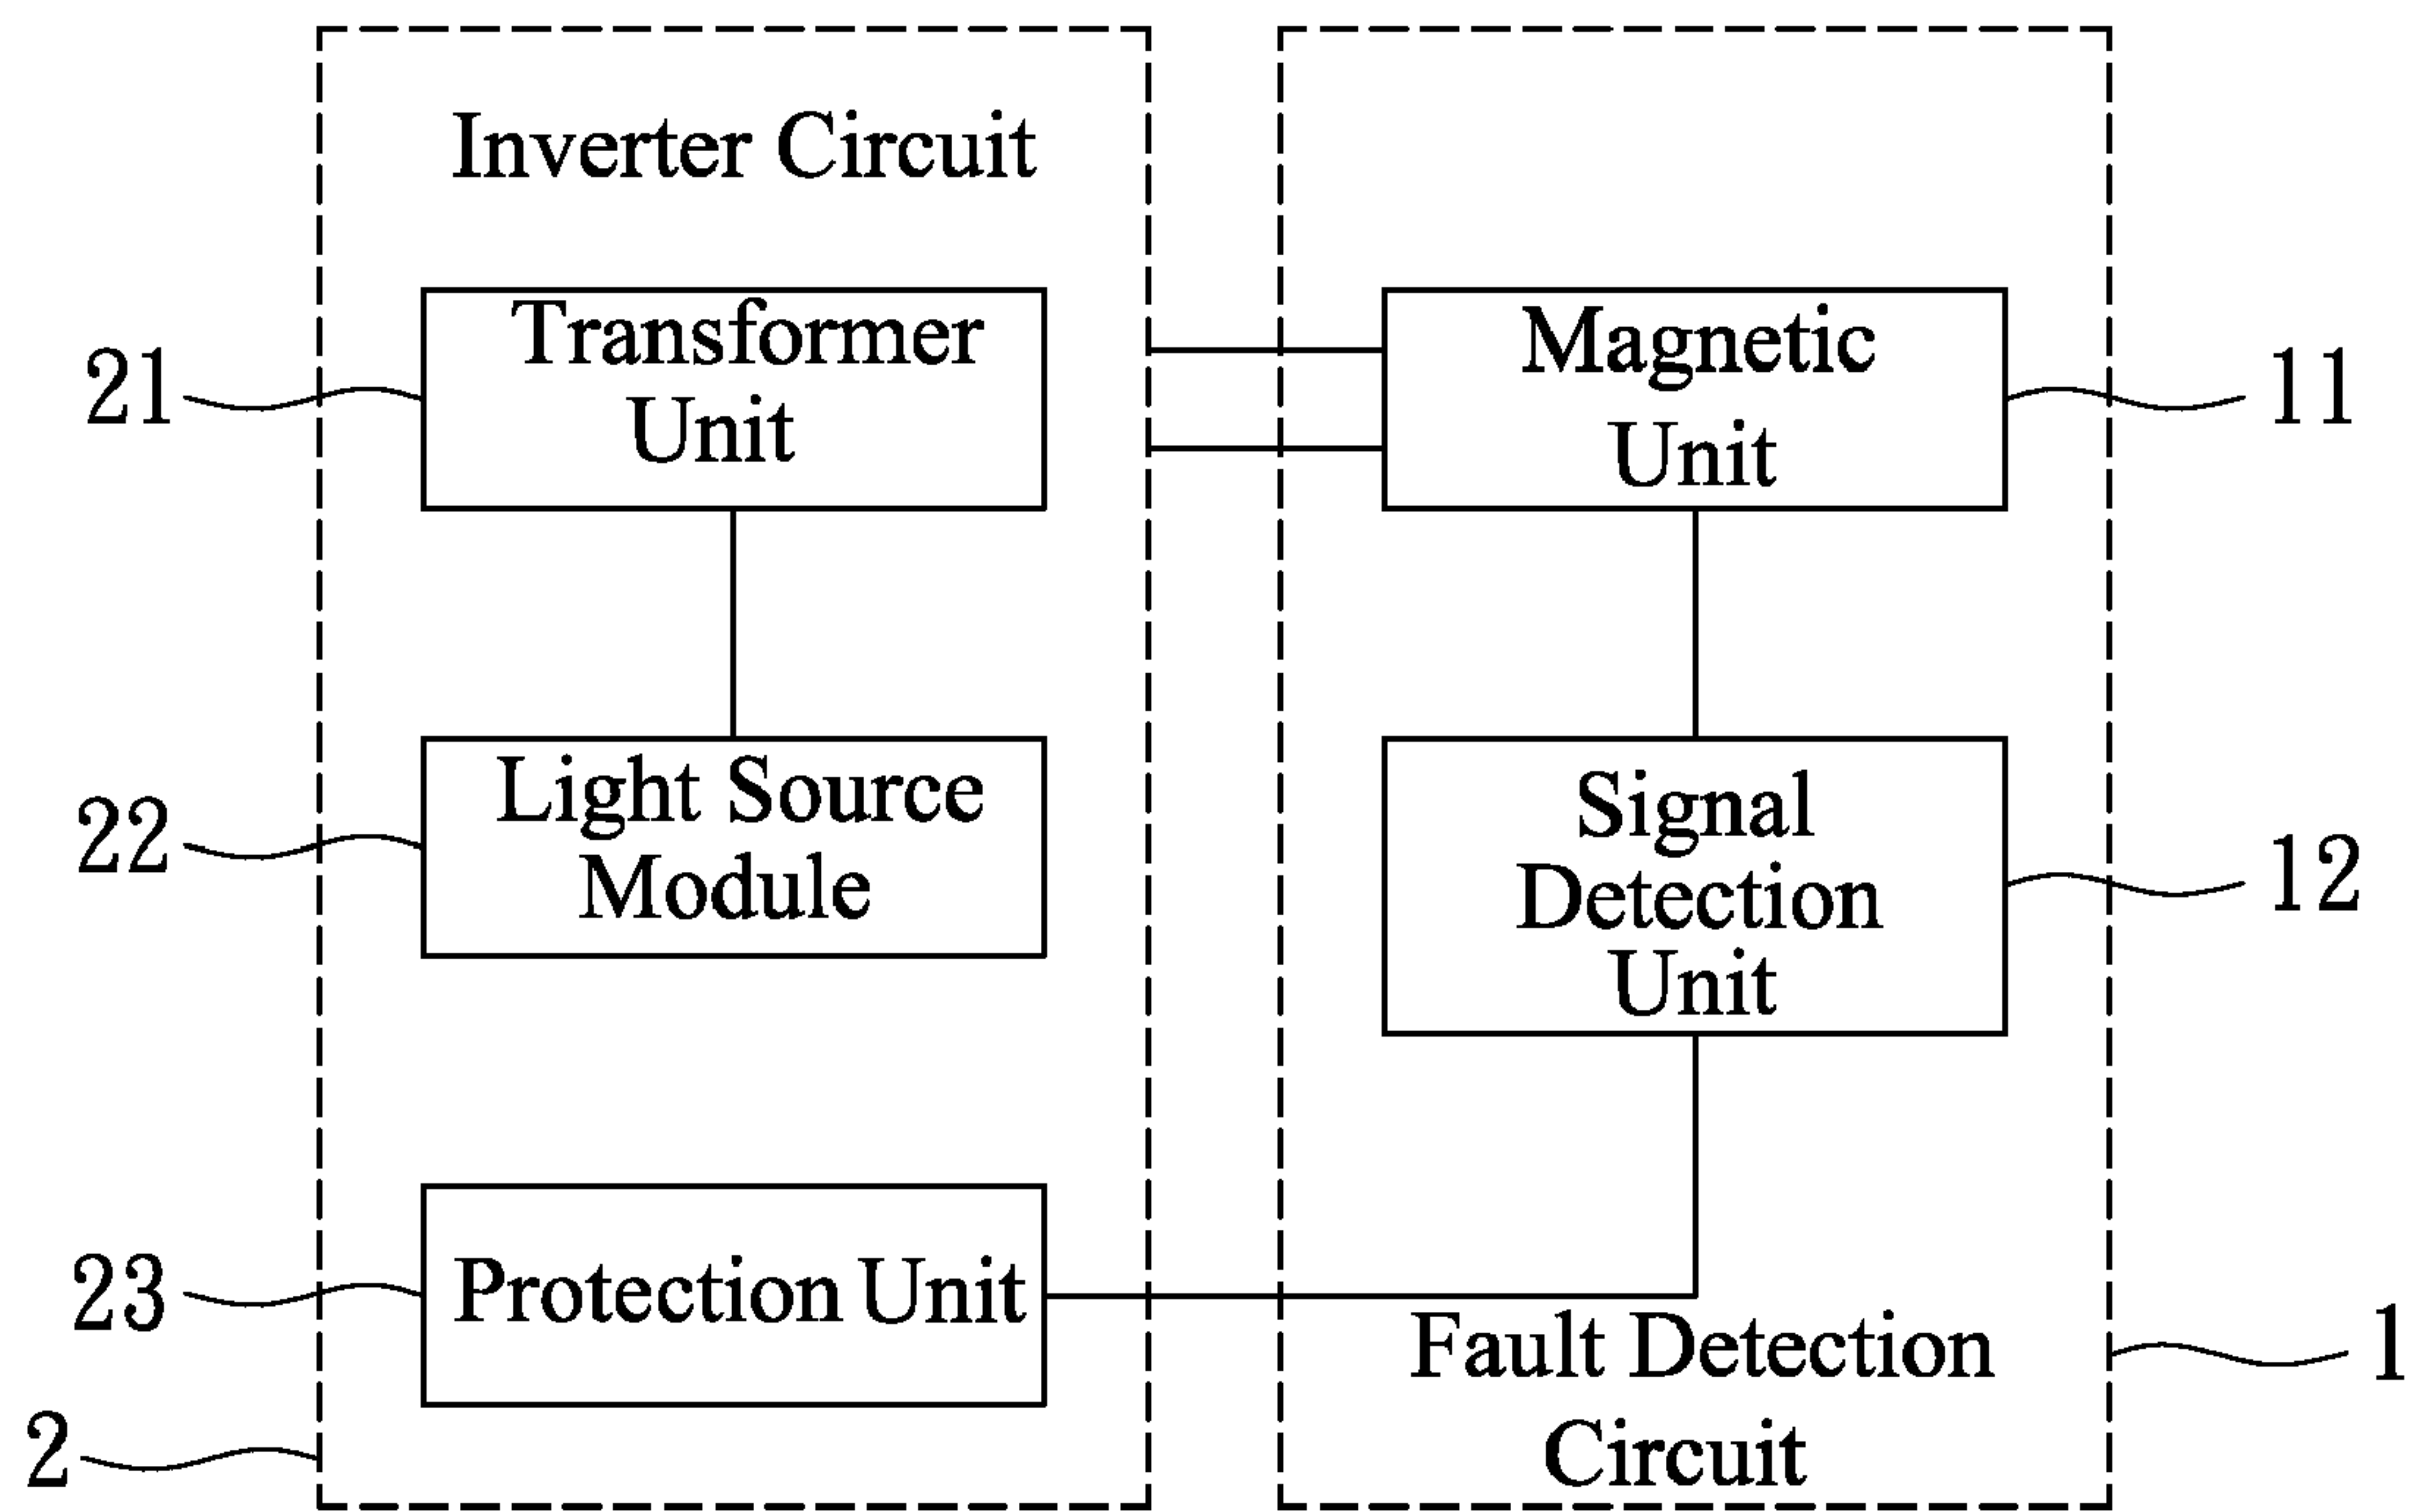 Inverter Circuit
Transformer
Unit
21
Light Source
Module
22
Protection Unit
23
2
Magnetic
Unit
11
Signal
Detection
Unit
12
Fault Detection
Circuit
1